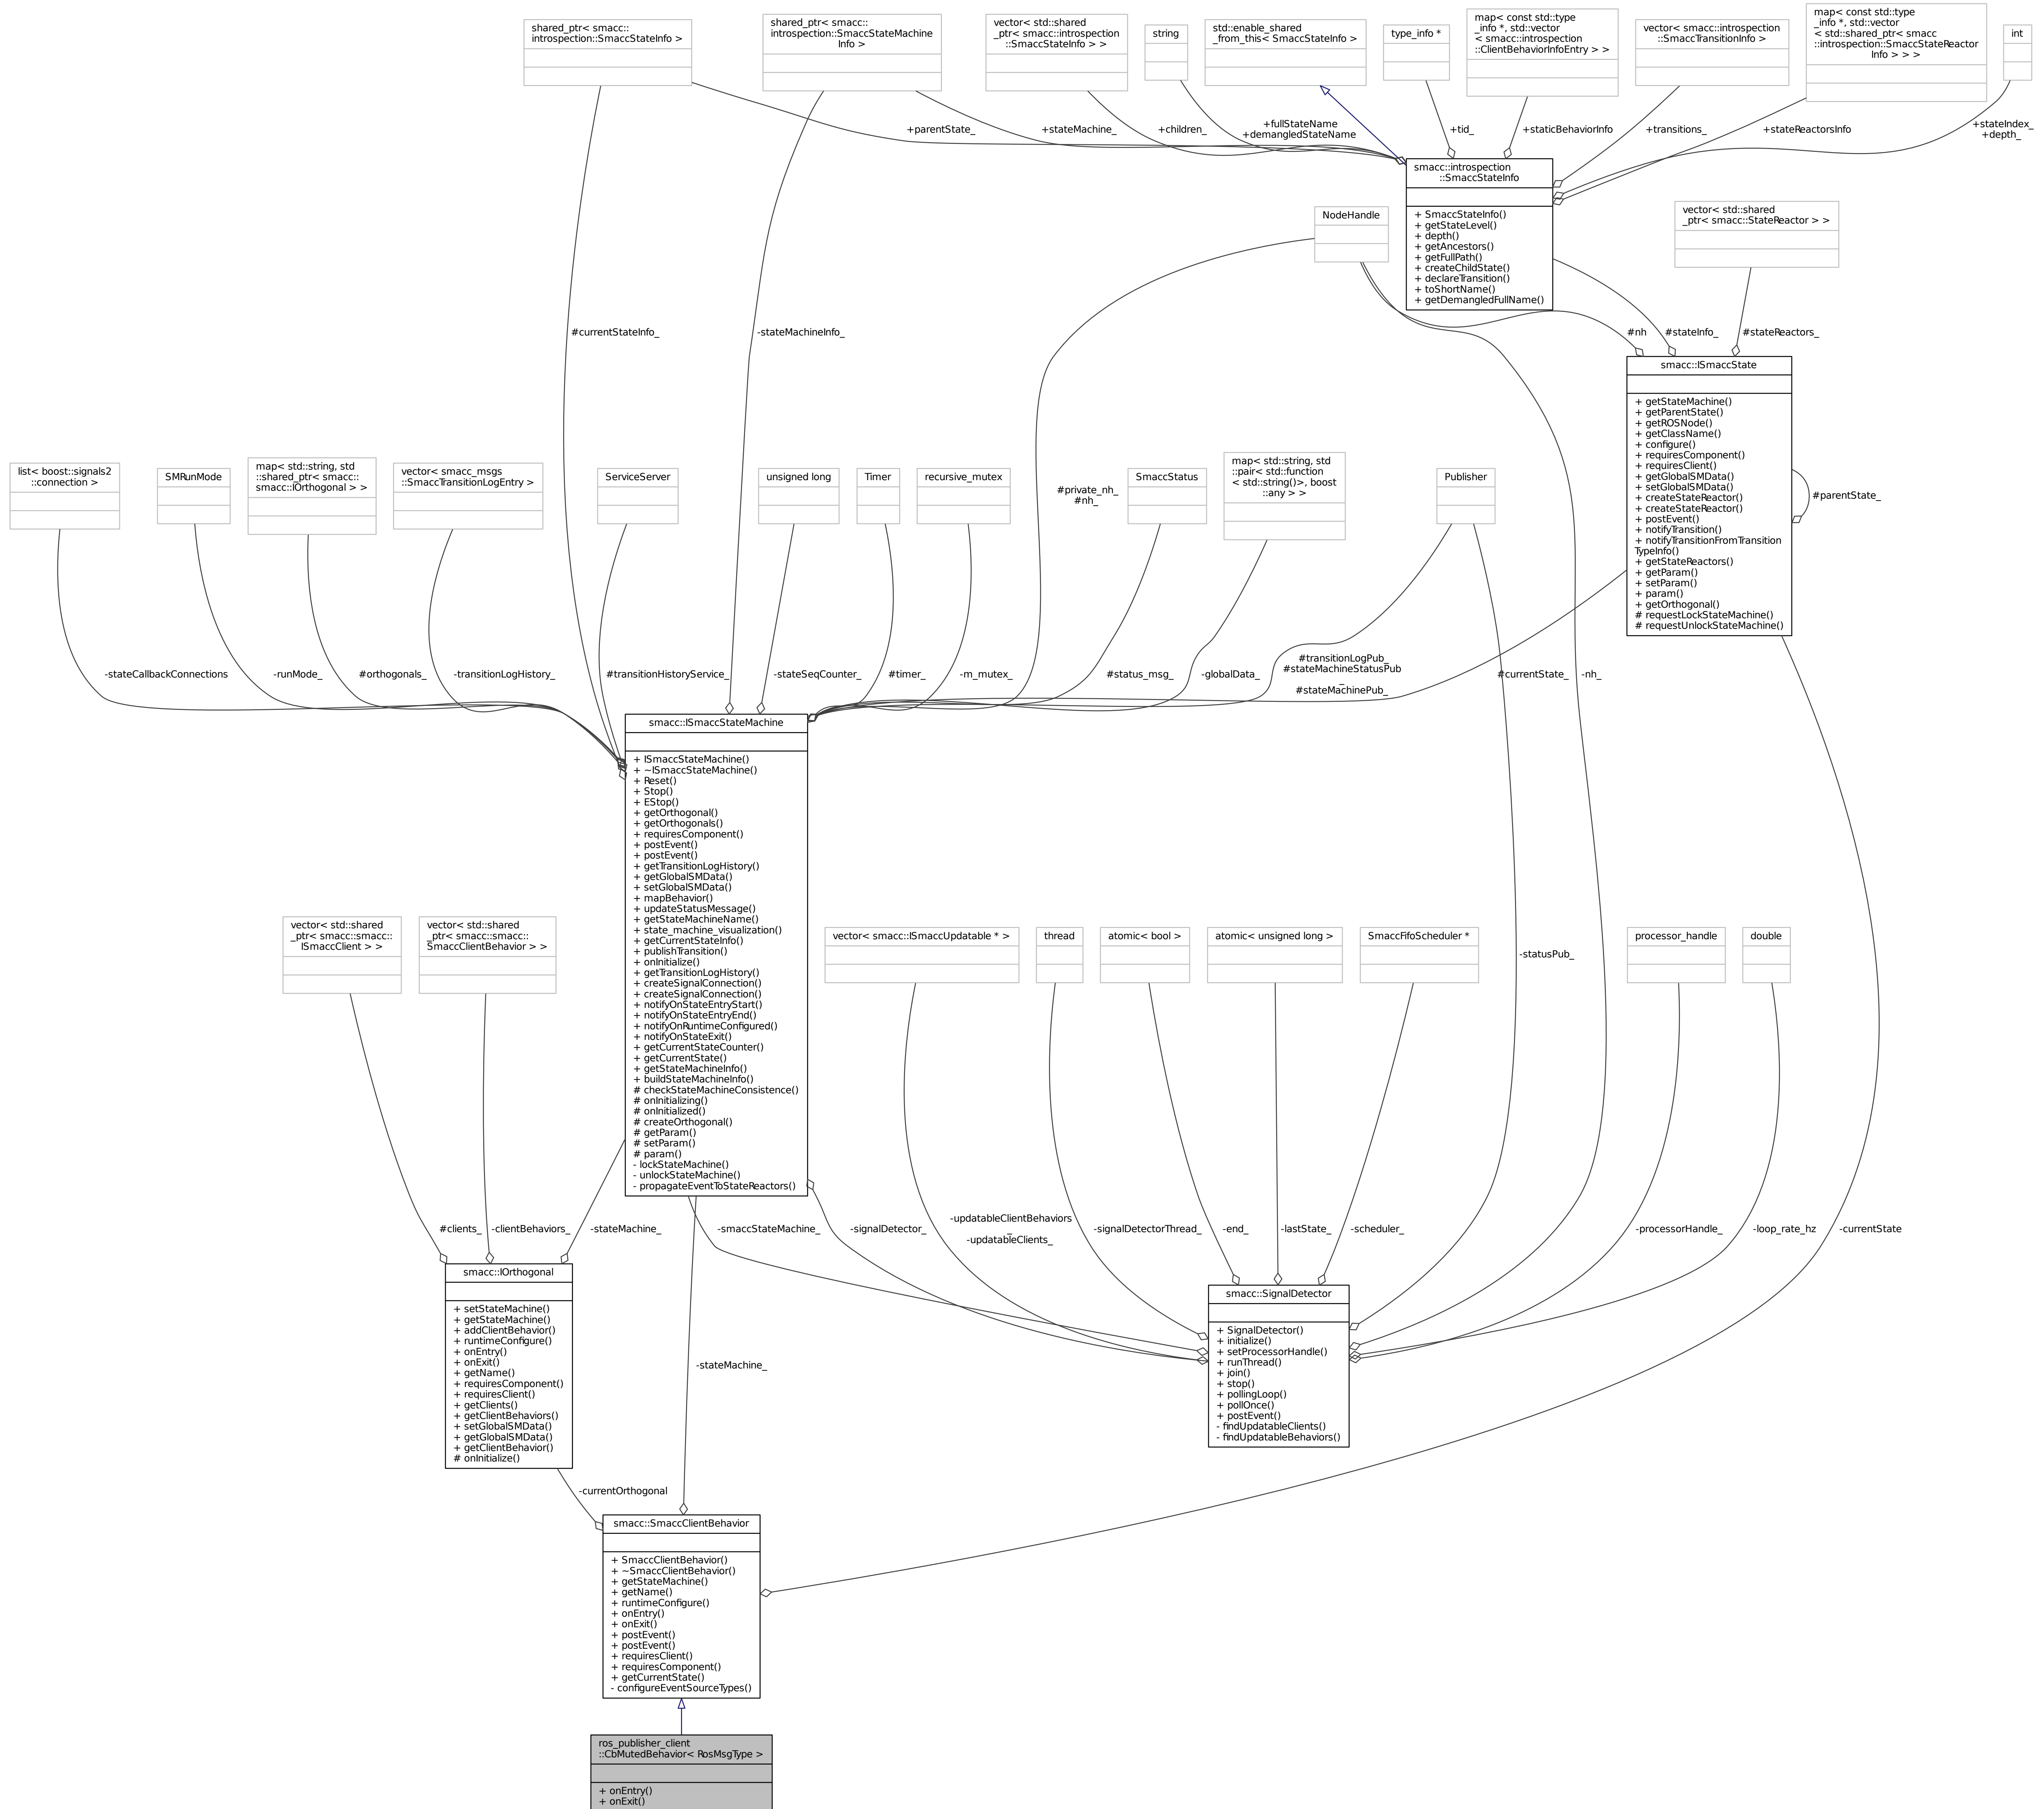 shared_ptr< smacc::
introspection::SmaccStateInfo >
shared_ptr< smacc::
introspection::SmaccStateMachine
Info >
vector< std::shared
_ptr< smacc::introspection
::SmaccStateInfo > >
string
std::enable_shared
_from_this< SmaccStateInfo >
type_info *
map< const std::type
_info *, std::vector
< smacc::introspection
::ClientBehaviorInfoEntry > >
vector< smacc::introspection
::SmaccTransitionInfo >
map< const std::type
_info *, std::vector
< std::shared_ptr< smacc
::introspection::SmaccStateReactor
Info > > >
int
+parentState_
+stateMachine_
+children_
+fullStateName
+demangledStateName
+tid_
+staticBehaviorInfo
+transitions_
+stateReactorsInfo
+stateIndex_
+depth_
smacc::introspection
::SmaccStateInfo
+ SmaccStateInfo()
+ getStateLevel()
+ depth()
+ getAncestors()
+ getFullPath()
+ createChildState()
+ declareTransition()
+ toShortName()
+ getDemangledFullName()
NodeHandle
vector< std::shared
_ptr< smacc::StateReactor > >
#currentStateInfo_
-stateMachineInfo_
#nh
#stateInfo_
#stateReactors_
smacc::ISmaccState
+ getStateMachine()
+ getParentState()
+ getROSNode()
+ getClassName()
+ configure()
+ requiresComponent()
+ requiresClient()
+ getGlobalSMData()
+ setGlobalSMData()
+ createStateReactor()
+ createStateReactor()
+ postEvent()
+ notifyTransition()
+ notifyTransitionFromTransition
TypeInfo()
+ getStateReactors()
+ getParam()
+ setParam()
+ param()
+ getOrthogonal()
# requestLockStateMachine()
# requestUnlockStateMachine()
#parentState_
list< boost::signals2
::connection >
SMRunMode
map< std::string, std
::shared_ptr< smacc::
smacc::IOrthogonal > >
vector< smacc_msgs
::SmaccTransitionLogEntry >
ServiceServer
unsigned long
Timer
recursive_mutex
#private_nh_
#nh_
SmaccStatus
map< std::string, std
::pair< std::function
< std::string()>, boost
::any > >
Publisher
-stateCallbackConnections
-runMode_
#orthogonals_
-transitionLogHistory_
#transitionHistoryService_
-stateSeqCounter_
#timer_
-m_mutex_
#status_msg_
-globalData_
#transitionLogPub_
#stateMachineStatusPub
_
#stateMachinePub_
#currentState_
-nh_
smacc::ISmaccStateMachine
+ ISmaccStateMachine()
+ ~ISmaccStateMachine()
+ Reset()
+ Stop()
+ EStop()
+ getOrthogonal()
+ getOrthogonals()
+ requiresComponent()
+ postEvent()
+ postEvent()
+ getTransitionLogHistory()
+ getGlobalSMData()
+ setGlobalSMData()
+ mapBehavior()
+ updateStatusMessage()
+ getStateMachineName()
+ state_machine_visualization()
+ getCurrentStateInfo()
+ publishTransition()
+ onInitialize()
+ getTransitionLogHistory()
+ createSignalConnection()
+ createSignalConnection()
+ notifyOnStateEntryStart()
+ notifyOnStateEntryEnd()
+ notifyOnRuntimeConfigured()
+ notifyOnStateExit()
+ getCurrentStateCounter()
+ getCurrentState()
+ getStateMachineInfo()
+ buildStateMachineInfo()
# checkStateMachineConsistence()
# onInitializing()
# onInitialized()
# createOrthogonal()
# getParam()
# setParam()
# param()
- lockStateMachine()
- unlockStateMachine()
- propagateEventToStateReactors()
vector< std::shared
_ptr< smacc::smacc::
ISmaccClient > >
vector< std::shared
_ptr< smacc::smacc::
SmaccClientBehavior > >
vector< smacc::ISmaccUpdatable * >
thread
atomic< bool >
atomic< unsigned long >
SmaccFifoScheduler *
-statusPub_
processor_handle
double
#clients_
-clientBehaviors_
-stateMachine_
-smaccStateMachine_
-signalDetector_
-updatableClientBehaviors
_
-updatableClients_
-signalDetectorThread_
-end_
-lastState_
-scheduler_
-processorHandle_
-loop_rate_hz
-currentState
smacc::IOrthogonal
+ setStateMachine()
+ getStateMachine()
+ addClientBehavior()
+ runtimeConfigure()
+ onEntry()
+ onExit()
+ getName()
+ requiresComponent()
+ requiresClient()
+ getClients()
+ getClientBehaviors()
+ setGlobalSMData()
+ getGlobalSMData()
+ getClientBehavior()
# onInitialize()
smacc::SignalDetector
+ SignalDetector()
+ initialize()
+ setProcessorHandle()
+ runThread()
+ join()
+ stop()
+ pollingLoop()
+ pollOnce()
+ postEvent()
- findUpdatableClients()
- findUpdatableBehaviors()
-stateMachine_
-currentOrthogonal
smacc::SmaccClientBehavior
+ SmaccClientBehavior()
+ ~SmaccClientBehavior()
+ getStateMachine()
+ getName()
+ runtimeConfigure()
+ onEntry()
+ onExit()
+ postEvent()
+ postEvent()
+ requiresClient()
+ requiresComponent()
+ getCurrentState()
- configureEventSourceTypes()
ros_publisher_client
::CbMutedBehavior< RosMsgType >
+ onEntry()
+ onExit()